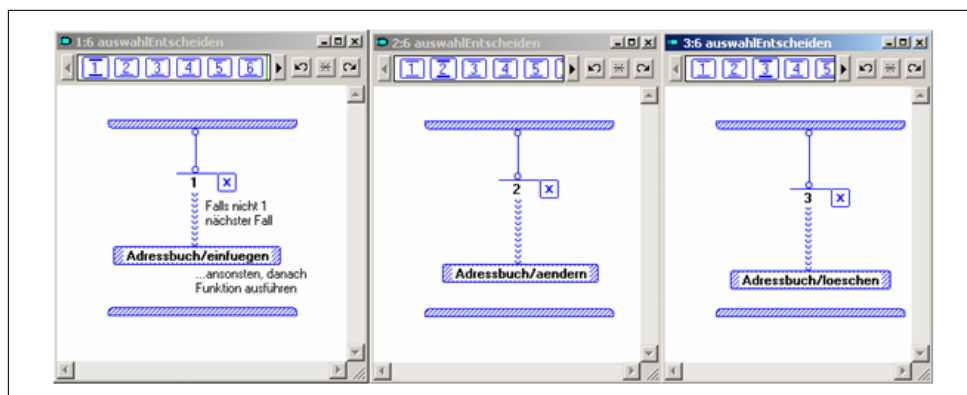 1:6 auswahlEntscheiden
1 2 3 4 5 6
1
X
Falls nicht 1
nächster Fall
Adressbuch/einfuegen
...ansonsten, danach
Funktion ausführen
2:6 auswahlEntscheiden
1 2 3 4 5
2
X
Adressbuch/aendern
3:6 auswahlEntscheiden
1 2 3 4 5
3
X
Adressbuch/loeschen